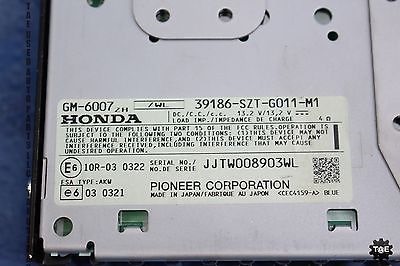 GM-6007ZH /WL 39186-SZT-G011-M1
HONDA DC./C.C./c.c. 13.2 V/13,2 V
LOAD IMP./IMPEDANCE DE CHARGE 4 Ω
THIS DEVICE COMPLIES WITH PART 15 OF THE FCC RULES.OPERATION IS
SUBJECT TO THE FOLLOWING TWO CONDITIONS: (1) THIS DEVICE MAY NOT
CAUSE HARMFUL INTERFERENCE, AND (2) THIS DEVICE MUST ACCEPT ANY
INTERFERENCE RECEIVED,INCLUDING INTERFERENCE THAT MAY CAUSE
UNDESIRED OPERATION.
E6 10R-03 0322 SERIAL NO./ NO.DE SERIE JJTW008903WL
ESA TYPE:AKW
e6 03 0321 PIONEER CORPORATION
MADE IN JAPAN/FABRIQUE AU JAPON <CFC4159-A> BLUE
TGE